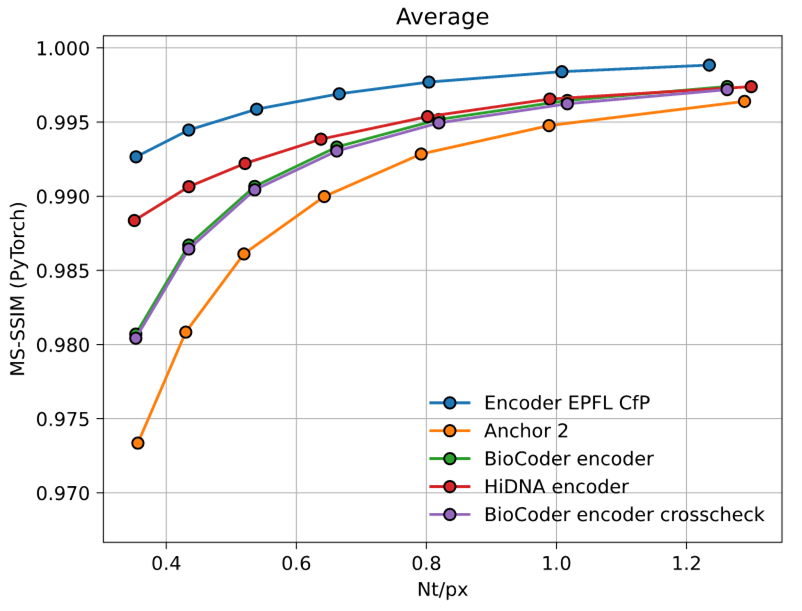 Average
MS-SSIM (PyTorch)
1.000
0.995
0.990
0.985
0.980
0.975
0.970
Encoder EPFL CfP
Anchor 2
BioCoder encoder
HiDNA encoder
BioCoder encoder crosscheck
0.4 0.6 0.8 1.0 1.2
Nt/px